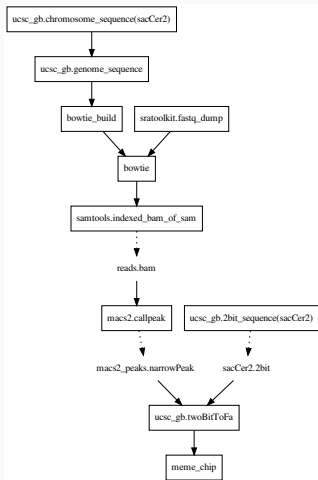 ucsc_gb.chromosome_sequence(sacCer2)
ucsc_gb.genome_sequence
bowtie_build
sratoolkit.fastq_dump
bowtie
samtools.indexed_bam_of_sam
reads.bam
macs2.callpeak
ucsc_gb.2bit_sequence(sacCer2)
macs2_peaks.narrowPeak
sacCer2.2bit
ucsc_gb.twoBitToFa
meme_chip